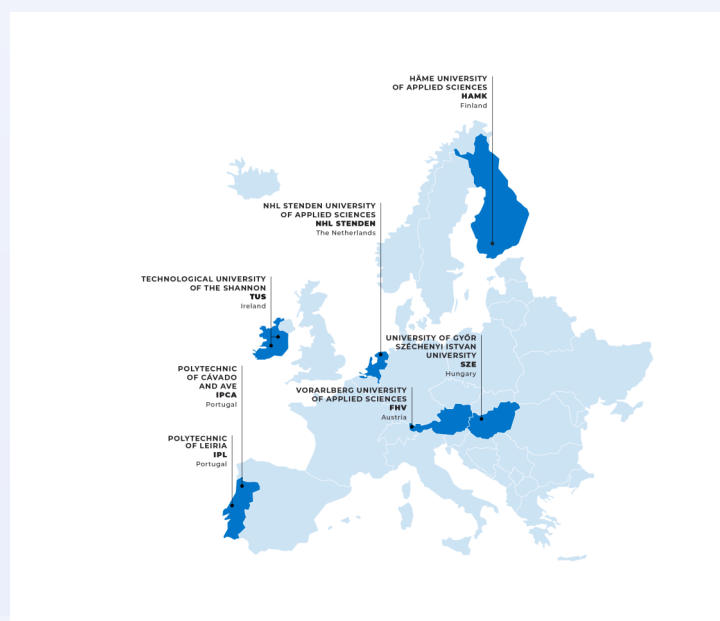 HÄME UNIVERSITY
OF APPLIED SCIENCES
HAMK
Finland
NHL STENDEN UNIVERSITY
OF APPLIED SCIENCES
NHL STENDEN
The Netherlands
TECHNOLOGICAL UNIVERSITY
OF THE SHANNON
TUS
Ireland
UNIVERSITY OF GYŐR
SZÉCHENYI ISTVAN
UNIVERSITY
SZE
Hungary
POLYTECHNIC
OF CÁVADO
AND AVE
IPCA
Portugal
VORARLBERG UNIVERSITY
OF APPLIED SCIENCES
FHV
Austria
POLYTECHNIC
OF LEIRIA
IPL
Portugal